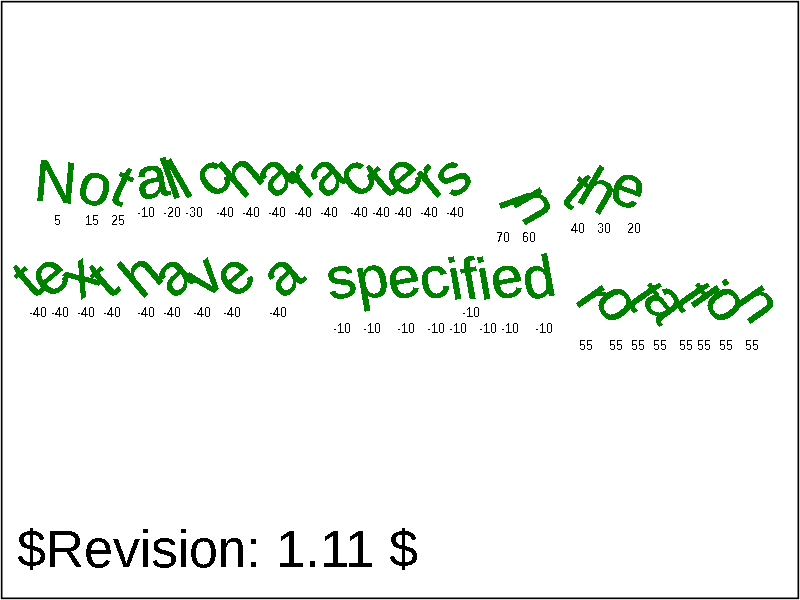 Not all characters in the
5 15 25 -10 -20 -30 -40 -40 -40 -40 -40 -40 -40 -40 -40 -40 70 60 40 30 20
text have a specified rotation
-40 -40 -40 -40 -40 -40 -40 -40 -40 -10
-10 -10 -10 -10 -10 -10 -10 -10
55 55 55 55 55 55 55 55
$Revision: 1.11 $